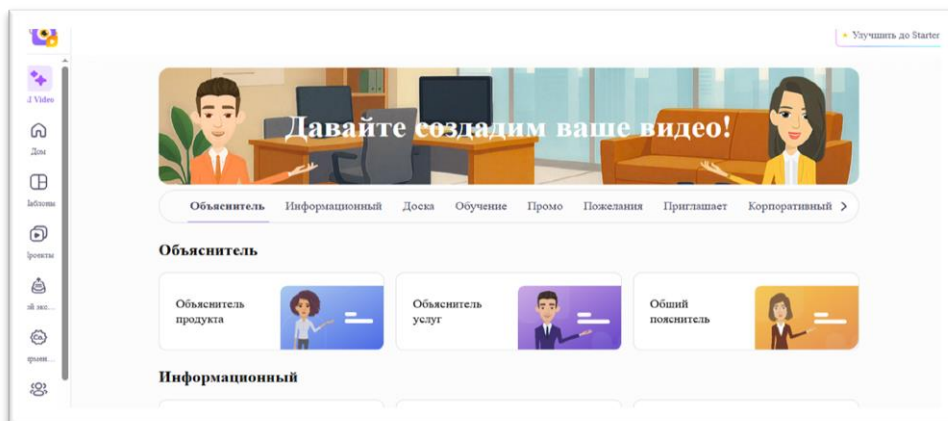 Улучшить до Starter
Video
Дом
Давайте создадим ваше видео!
Объяснитель Информационный Доска Обучение Промо Пожелания Приглашает Корпоративный
Объяснитель
Объяснитель
продукта
Объяснитель
услуг
Общий
пояснитель
Информационный